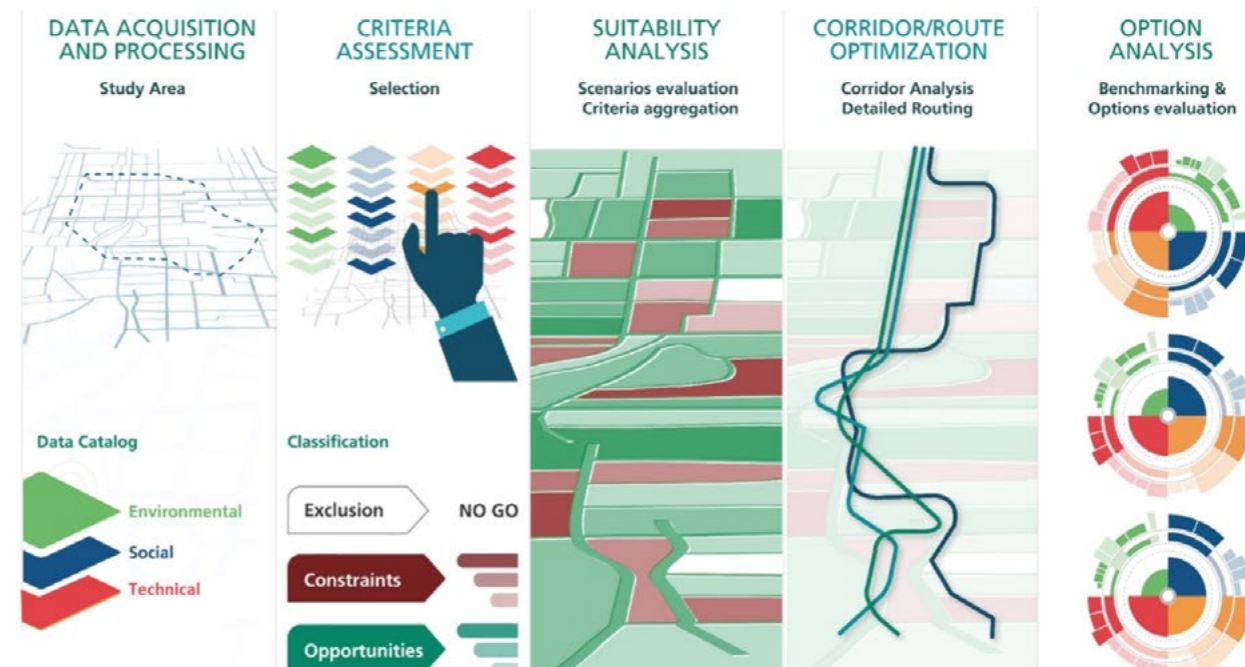 DATA ACQUISITION
AND PROCESSING
Study Area
Data Catalog
Environmental
Social
Technical
CRITERIA
ASSESSMENT
Selection
Classification
Exclusion
NO GO
Constraints
Opportunities
SUITABILITY
ANALYSIS
Scenarios evaluation
Criteria aggregation
CORRIDOR/ROUTE
OPTIMIZATION
Corridor Analysis
Detailed Routing
OPTION
ANALYSIS
Benchmarking &
Options evaluation